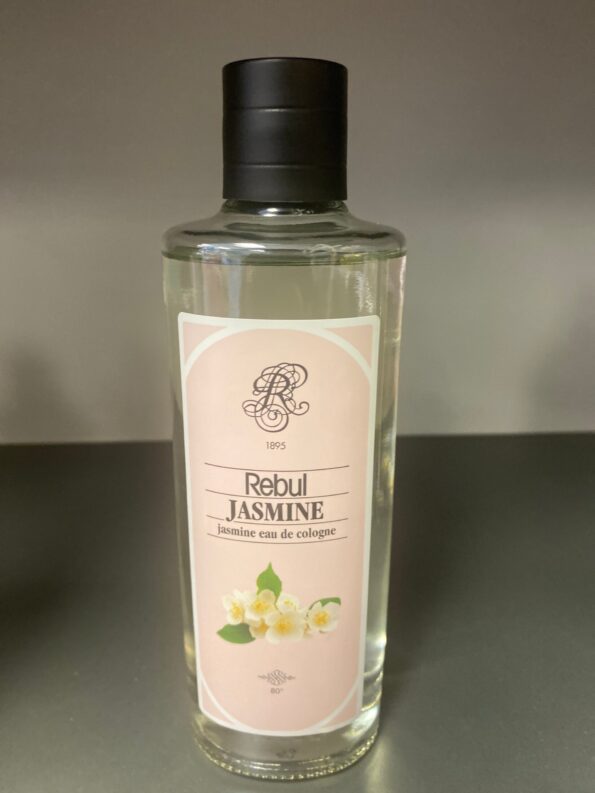 R
1895
Rebul
JASMINE
jasmine eau de cologne
80°